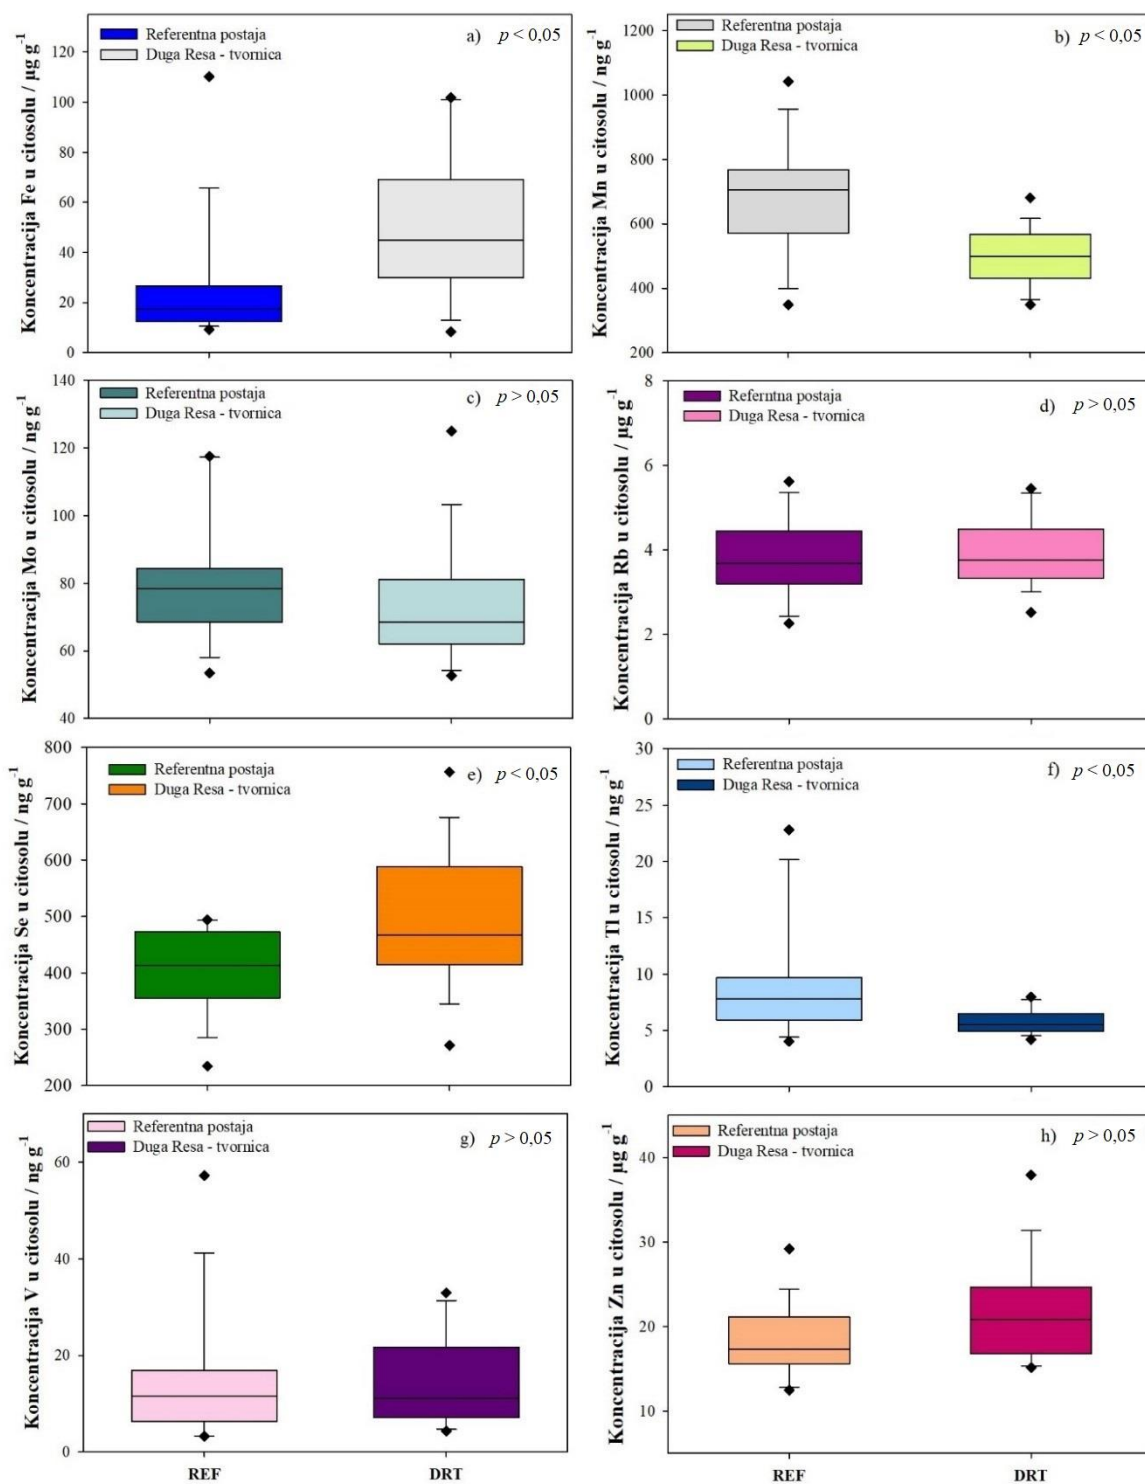 Koncentracija Fe u citosolu / µg g⁻¹
Referentna postaja
Duga Resa - tvornica
a) p < 0,05
120
100
80
60
40
20
0
Koncentracija Mn u citosolu / ng g⁻¹
Referentna postaja
Duga Resa - tvornica
b) p < 0,05
1200
1000
800
600
400
200
Koncentracija Mo u citosolu / ng g⁻¹
Referentna postaja
Duga Resa - tvornica
c) p > 0,05
140
120
100
80
60
40
Koncentracija Rb u citosolu / µg g⁻¹
Referntna postaja
Duga Resa - tvornica
d) p > 0,05
8
6
4
2
0
Koncentracija Se u citosolu / ng g⁻¹
Referentna postaja
Duga Resa - tvornica
e) p < 0,05
800
700
600
500
400
300
200
Koncentracija Tl u citosolu / ng g⁻¹
Referentna postaja
Duga Resa - tvornica
f) p < 0,05
30
25
20
15
10
5
0
Koncentracija V u citosolu / ng g⁻¹
Referentna postaja
Duga Resa - tvornica
g) p > 0,05
60
40
20
0
REF DRT
Koncentracija Zn u citosolu / µg g⁻¹
Referentna postaja
Duga Resa - tvornica
h) p > 0,05
40
30
20
10
REF DRT